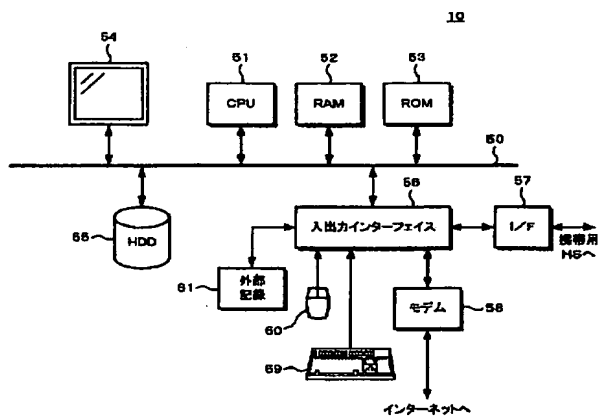 10
54
51
52
53
CPU
RAM
ROM
50
56
57
55
HDD
入出力インターフェイス
I/F
携帯用
MSへ
61
外部
記録
60
モデム
58
59
インターネットへ